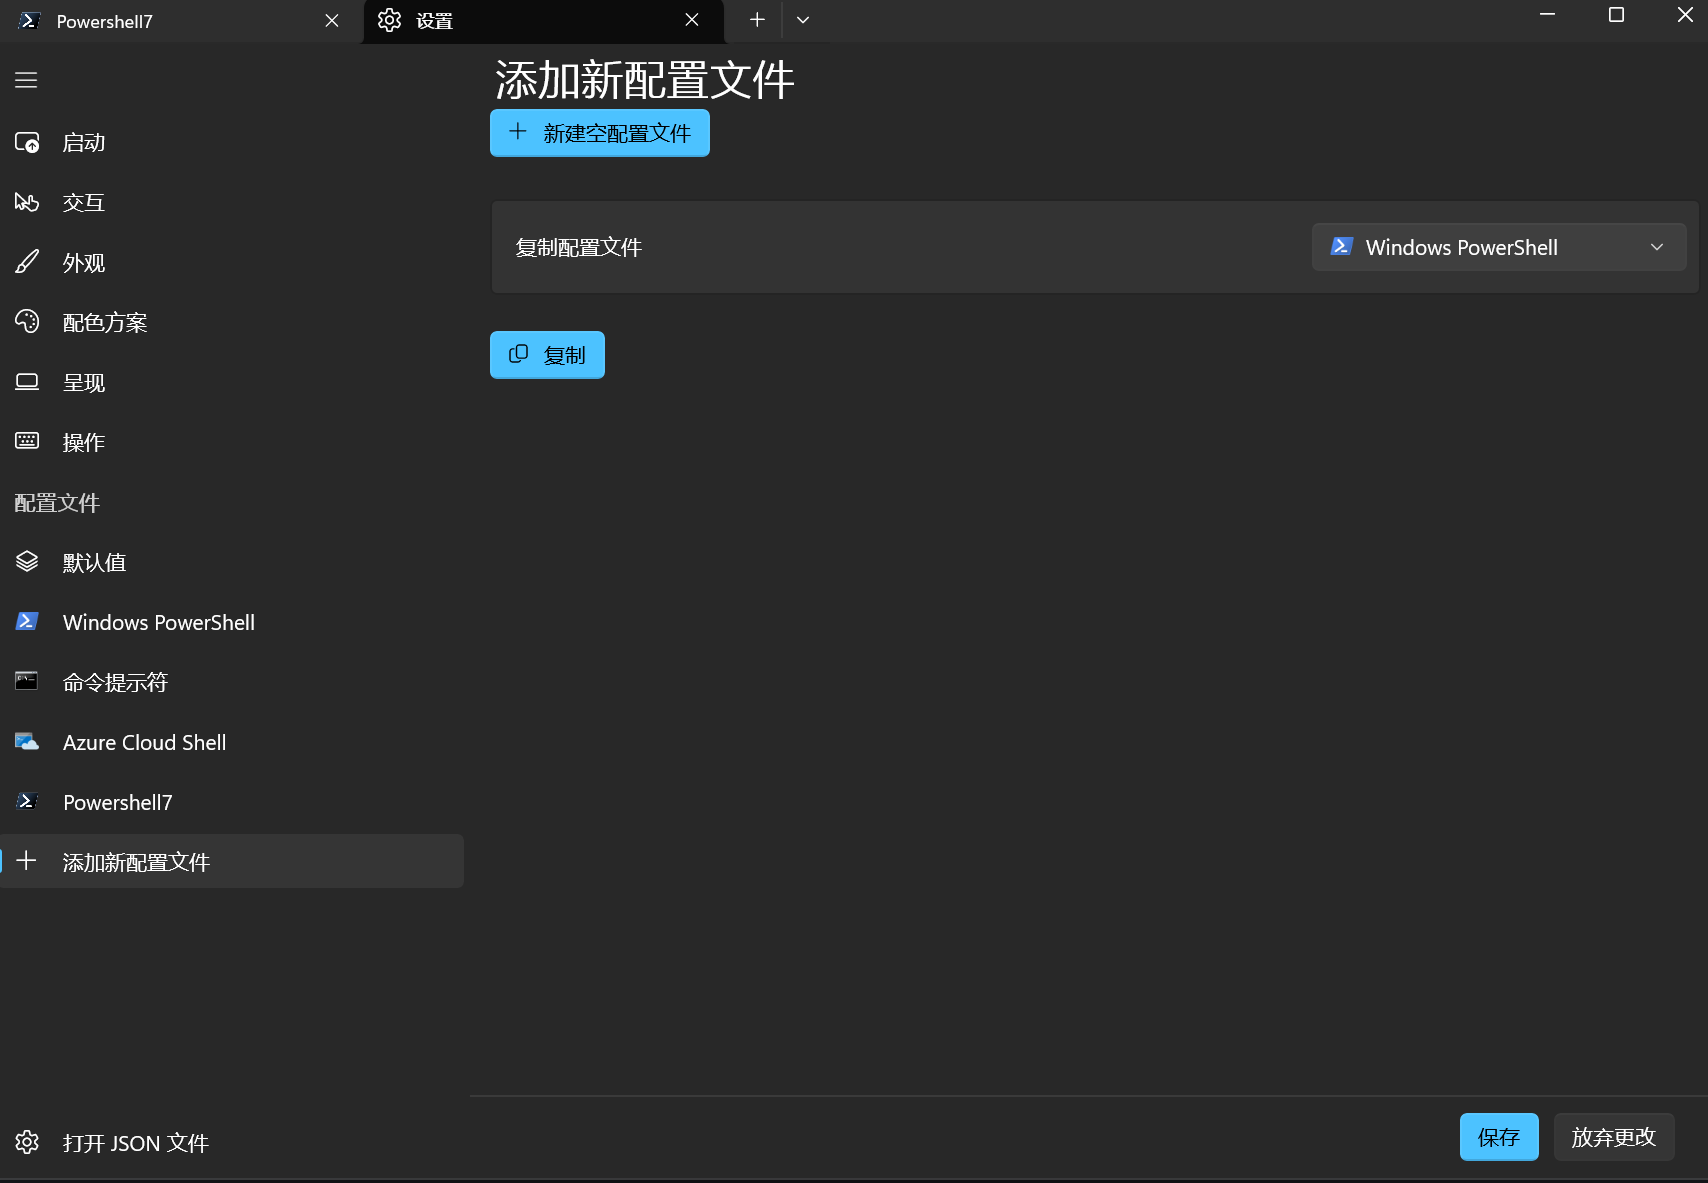 Powershell7
设置
添加新配置文件
新建空配置文件
复制配置文件
Windows PowerShell
复制
启动
交互
外观
配色方案
呈现
操作
配置文件
默认值
Windows PowerShell
命令提示符
Azure Cloud Shell
Powershell7
添加新配置文件
打开 JSON 文件
保存
放弃更改